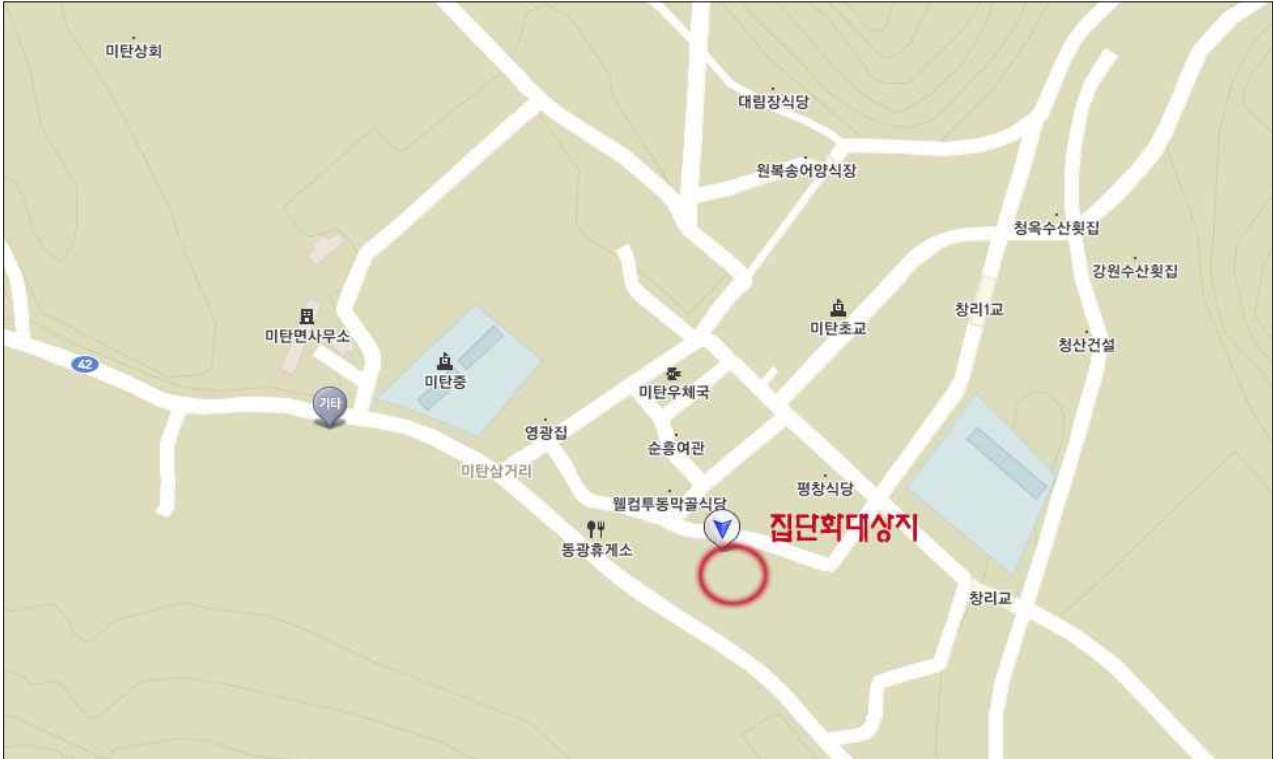 미탄상회
대림장식당
원복송어양식장
청옥수산횟집
강원수산횟집
창리1교
미탄초교
미탄면사무소
청산건설
42
미탄중
미탄우체국
기타
영광집
순흥여관
미탄삼거리
평창식당
웰컴투동막골식당
집단화대상지
동광휴게소
창리교